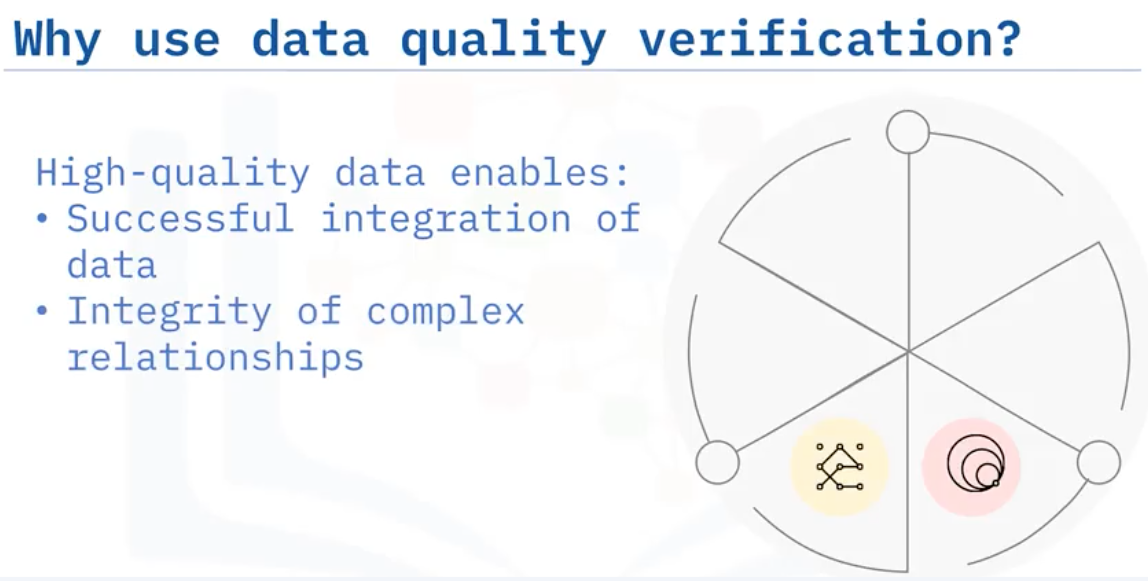 Why use data quality verification?
High-quality data enables:
• Successful integration of
data
• Integrity of complex
relationships